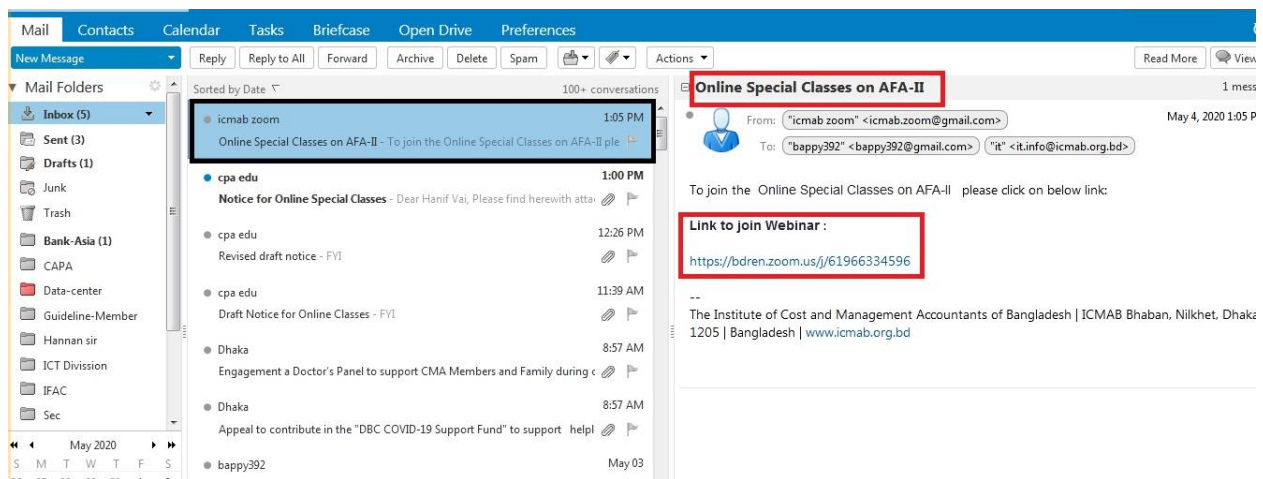 Mail Contacts Calendar Tasks Briefcase Open Drive Preferences
New Message Reply Reply to All Forward Archive Delete Spam Actions Read More View
Mail Folders
Inbox (5)
Sent (3)
Drafts (1)
Junk
Trash
Bank-Asia (1)
CAPA
Data-center
Guideline-Member
Hannan sir
ICT Divission
IFAC
Sec
May 2020
S M T W T F S
Sorted by Date 100+ conversations
icmab zoom 1:05 PM
Online Special Classes on AFA-II - To join the Online Special Classes on AFA-II ple
cpa edu 1:00 PM
Notice for Online Special Classes - Dear Hanif Vai, Please find herewith atta
cpa edu 12:26 PM
Revised draft notice - FYI
cpa edu 11:39 AM
Draft Notice for Online Classes - FYI
Dhaka 8:57 AM
Engagement a Doctor's Panel to support CMA Members and Family during c
Dhaka 8:57 AM
Appeal to contribute in the "DBC COVID-19 Support Fund" to support helpl
bappy392 May 03
Online Special Classes on AFA-II 1 mess
From: "icmab zoom" <icmab.zoom@gmail.com> May 4, 2020 1:05 P
To: "bappy392" <bappy392@gmail.com> "it" <it.info@icmab.org.bd>
To join the Online Special Classes on AFA-II please click on below link:
Link to join Webinar :
https://bdren.zoom.us/j/61966334596
--
The Institute of Cost and Management Accountants of Bangladesh | ICMAB Bhaban, Nilkhet, Dhaka
1205 | Bangladesh | www.icmab.org.bd